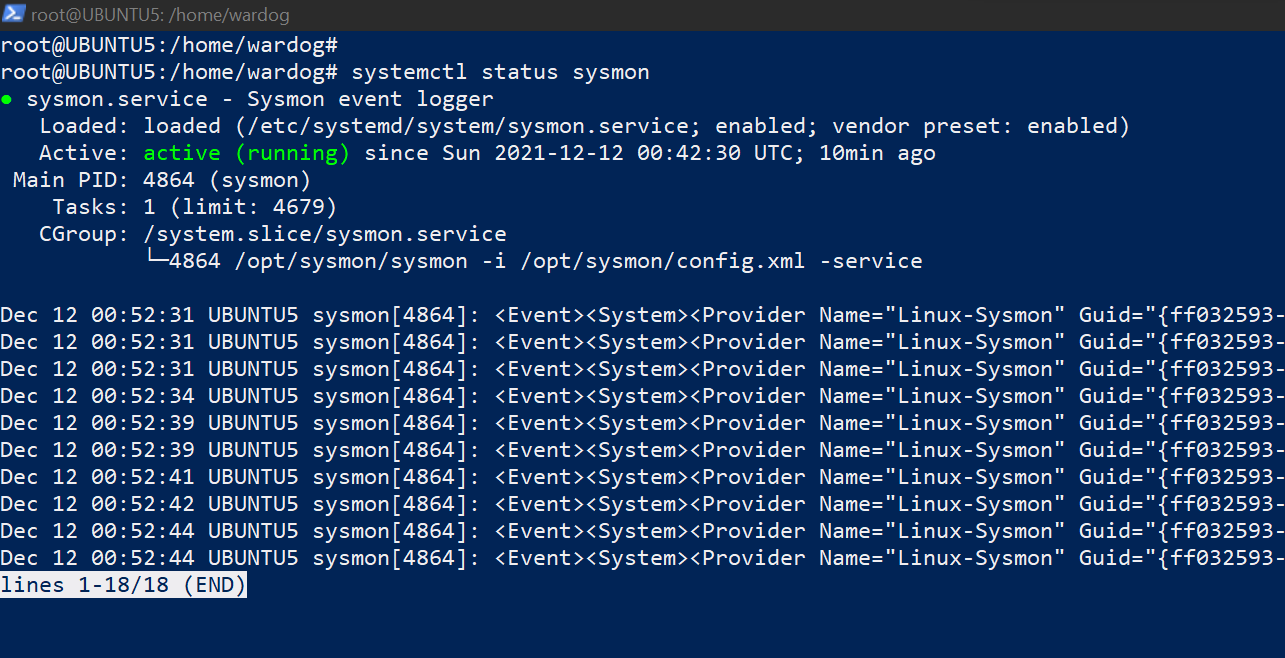 root@UBUNTU5: /home/wardog
root@UBUNTU5:/home/wardog#
root@UBUNTU5:/home/wardog# systemctl status sysmon
● sysmon.service - Sysmon event logger
   Loaded: loaded (/etc/systemd/system/sysmon.service; enabled; vendor preset: enabled)
   Active: active (running) since Sun 2021-12-12 00:42:30 UTC; 10min ago
 Main PID: 4864 (sysmon)
    Tasks: 1 (limit: 4679)
   CGroup: /system.slice/sysmon.service
           └─4864 /opt/sysmon/sysmon -i /opt/sysmon/config.xml -service
Dec 12 00:52:31 UBUNTU5 sysmon[4864]: <Event><System><Provider Name="Linux-Sysmon" Guid="{ff032593-
Dec 12 00:52:31 UBUNTU5 sysmon[4864]: <Event><System><Provider Name="Linux-Sysmon" Guid="{ff032593-
Dec 12 00:52:31 UBUNTU5 sysmon[4864]: <Event><System><Provider Name="Linux-Sysmon" Guid="{ff032593-
Dec 12 00:52:34 UBUNTU5 sysmon[4864]: <Event><System><Provider Name="Linux-Sysmon" Guid="{ff032593-
Dec 12 00:52:39 UBUNTU5 sysmon[4864]: <Event><System><Provider Name="Linux-Sysmon" Guid="{ff032593-
Dec 12 00:52:39 UBUNTU5 sysmon[4864]: <Event><System><Provider Name="Linux-Sysmon" Guid="{ff032593-
Dec 12 00:52:41 UBUNTU5 sysmon[4864]: <Event><System><Provider Name="Linux-Sysmon" Guid="{ff032593-
Dec 12 00:52:42 UBUNTU5 sysmon[4864]: <Event><System><Provider Name="Linux-Sysmon" Guid="{ff032593-
Dec 12 00:52:44 UBUNTU5 sysmon[4864]: <Event><System><Provider Name="Linux-Sysmon" Guid="{ff032593-
Dec 12 00:52:44 UBUNTU5 sysmon[4864]: <Event><System><Provider Name="Linux-Sysmon" Guid="{ff032593-
lines 1-18/18 (END)